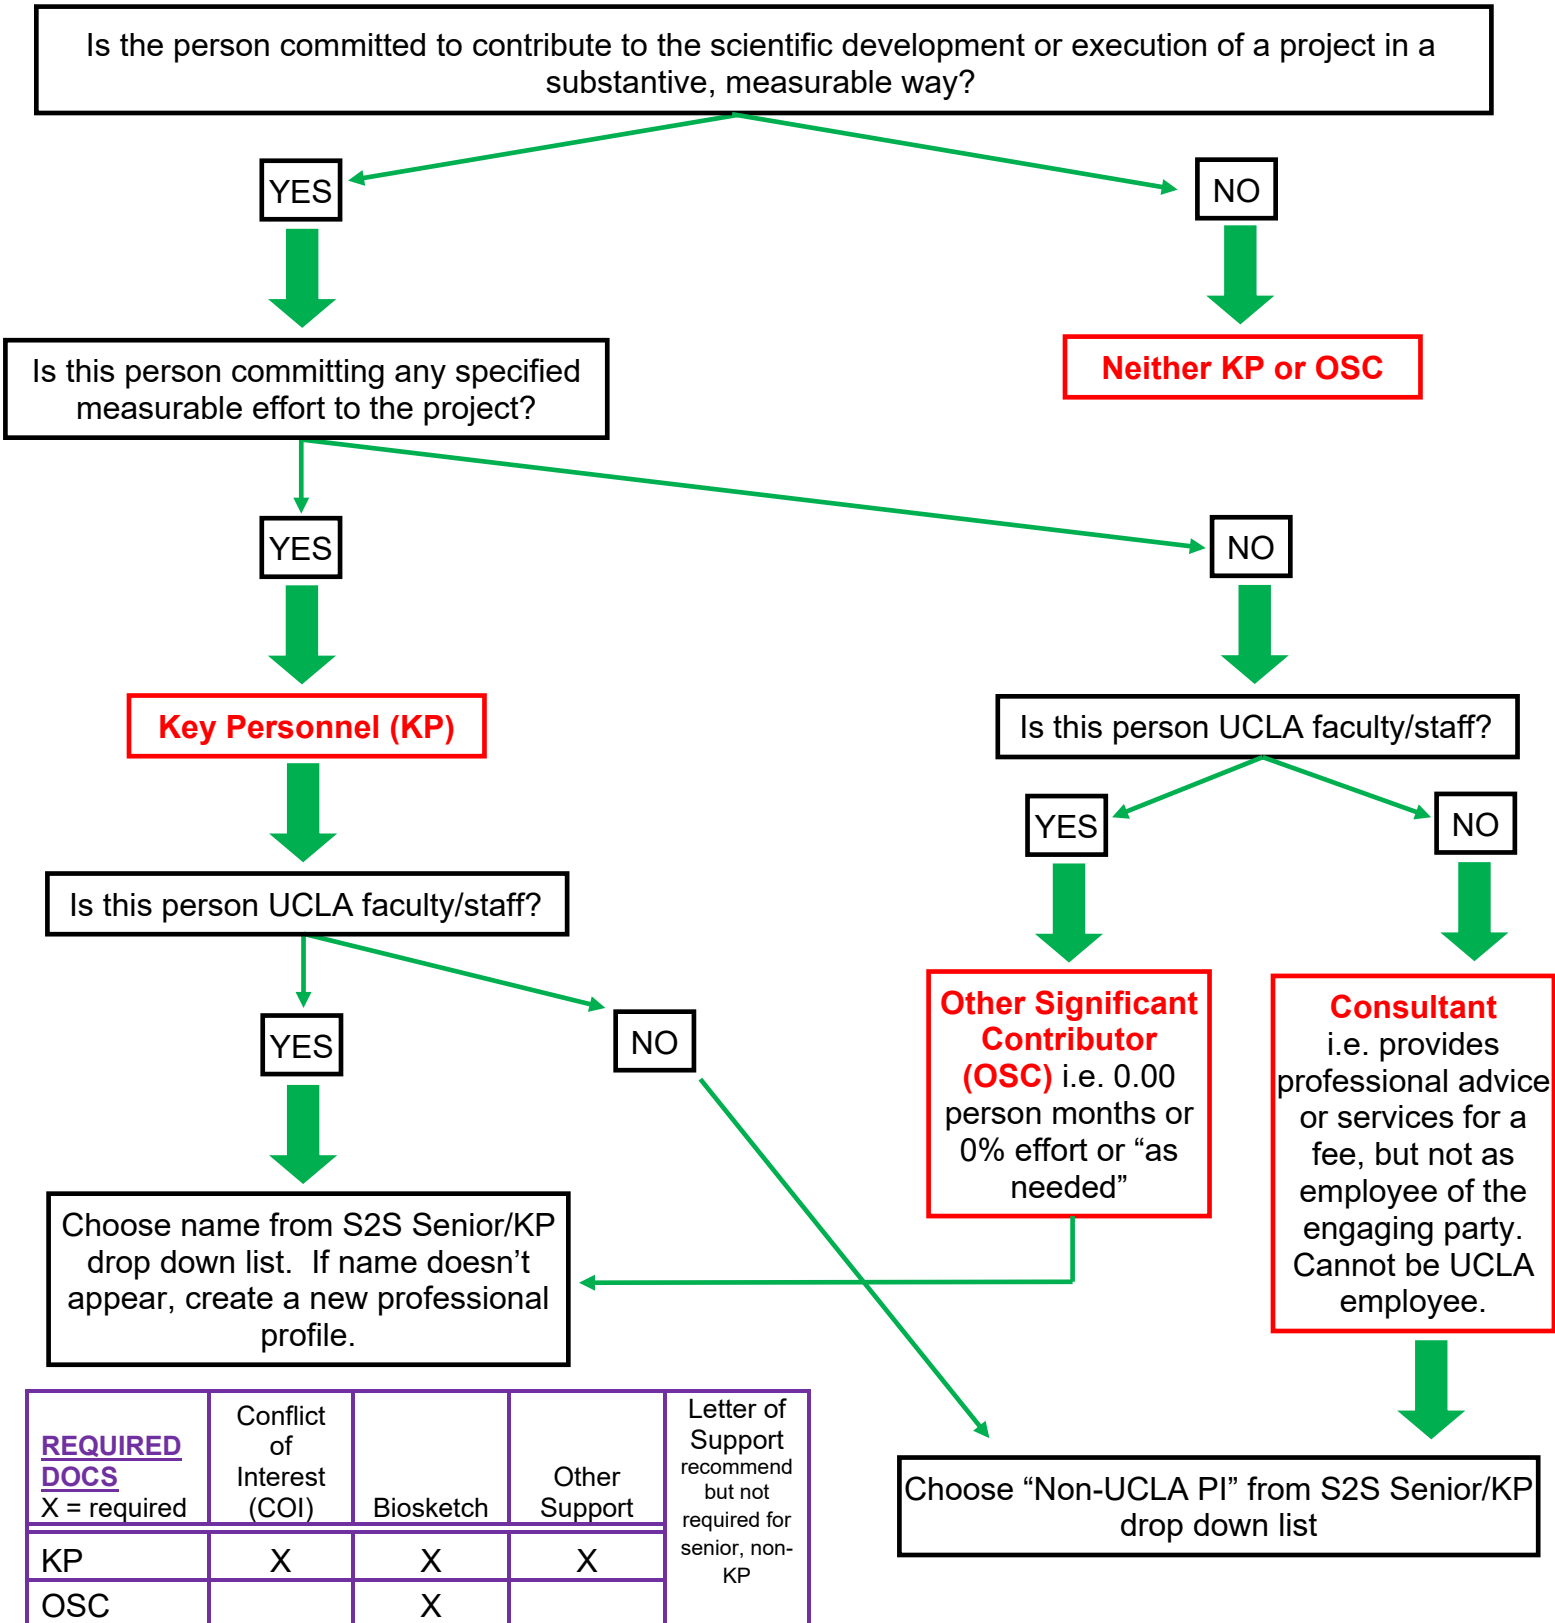 Is the person committed to contribute to the scientific development or execution of a project in a
substantive, measurable way?
YES
NO
Is this person committing any specified
measurable effort to the project?
Neither KP or OSC
YES
NO
Key Personnel (KP)
Is this person UCLA faculty/staff?
YES
NO
Is this person UCLA faculty/staff?
YES
NO
Other Significant
Contributor
(OSC) i.e. 0.00
person months or
0% effort or “as
needed”
Consultant
i.e. provides
professional advice
or services for a
fee, but not as
employee of the
engaging party.
Cannot be UCLA
employee.
Choose name from S2S Senior/KP
drop down list.  If name doesn’t
appear, create a new professional
profile.
Choose “Non-UCLA PI” from S2S Senior/KP
drop down list
REQUIRED
DOCS
X = required
Conflict
of
Interest
(COI)
Biosketch
Other
Support
Letter of
Support
recommend
but not
required for
senior, non-
KP
KP X X X
OSC X